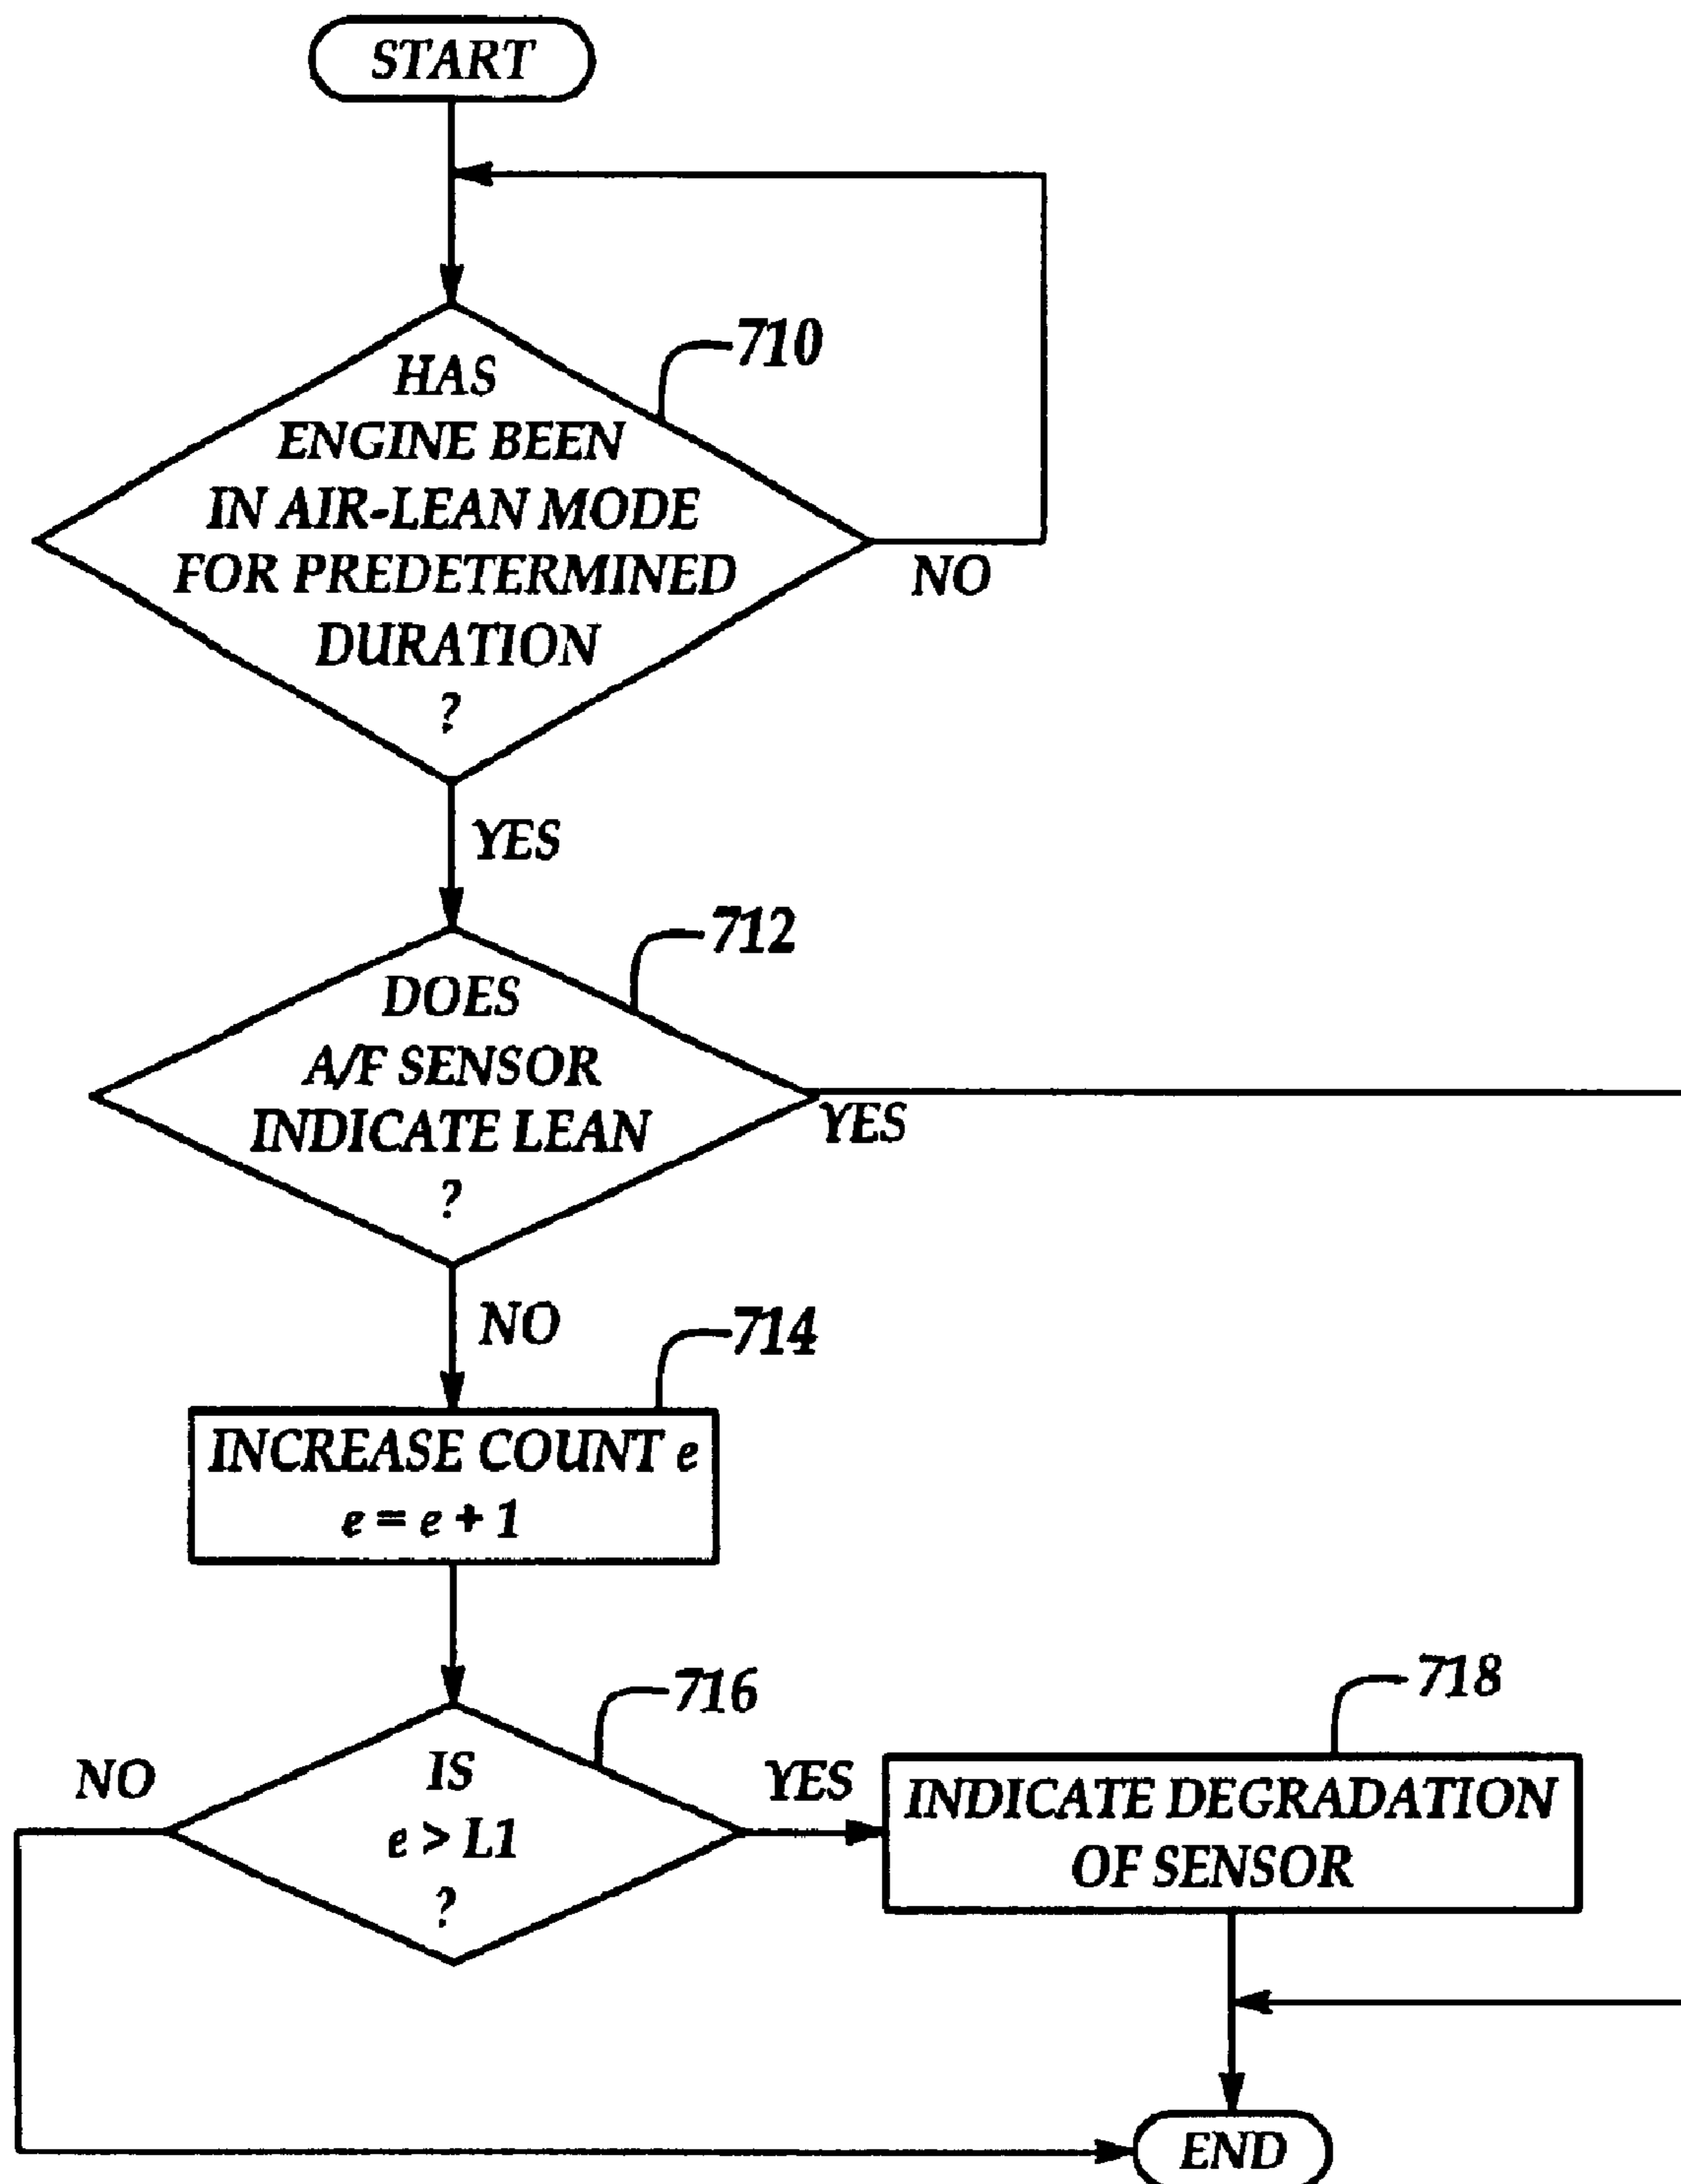 START
710
HAS
ENGINE BEEN
IN AIR-LEAN MODE
FOR PREDETERMINED
DURATION
?
NO
YES
712
DOES
A/F SENSOR
INDICATE LEAN
?
YES
NO
714
INCREASE COUNT e
e = e + 1
716
718
NO
IS
e > L1
?
YES
INDICATE DEGRADATION
OF SENSOR
END